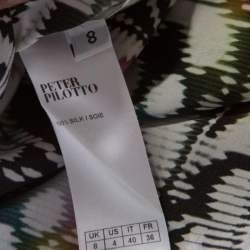 8
PETER
PILOTTO
100% SILK / SOIE
UK US IT FR
8 4 40 36